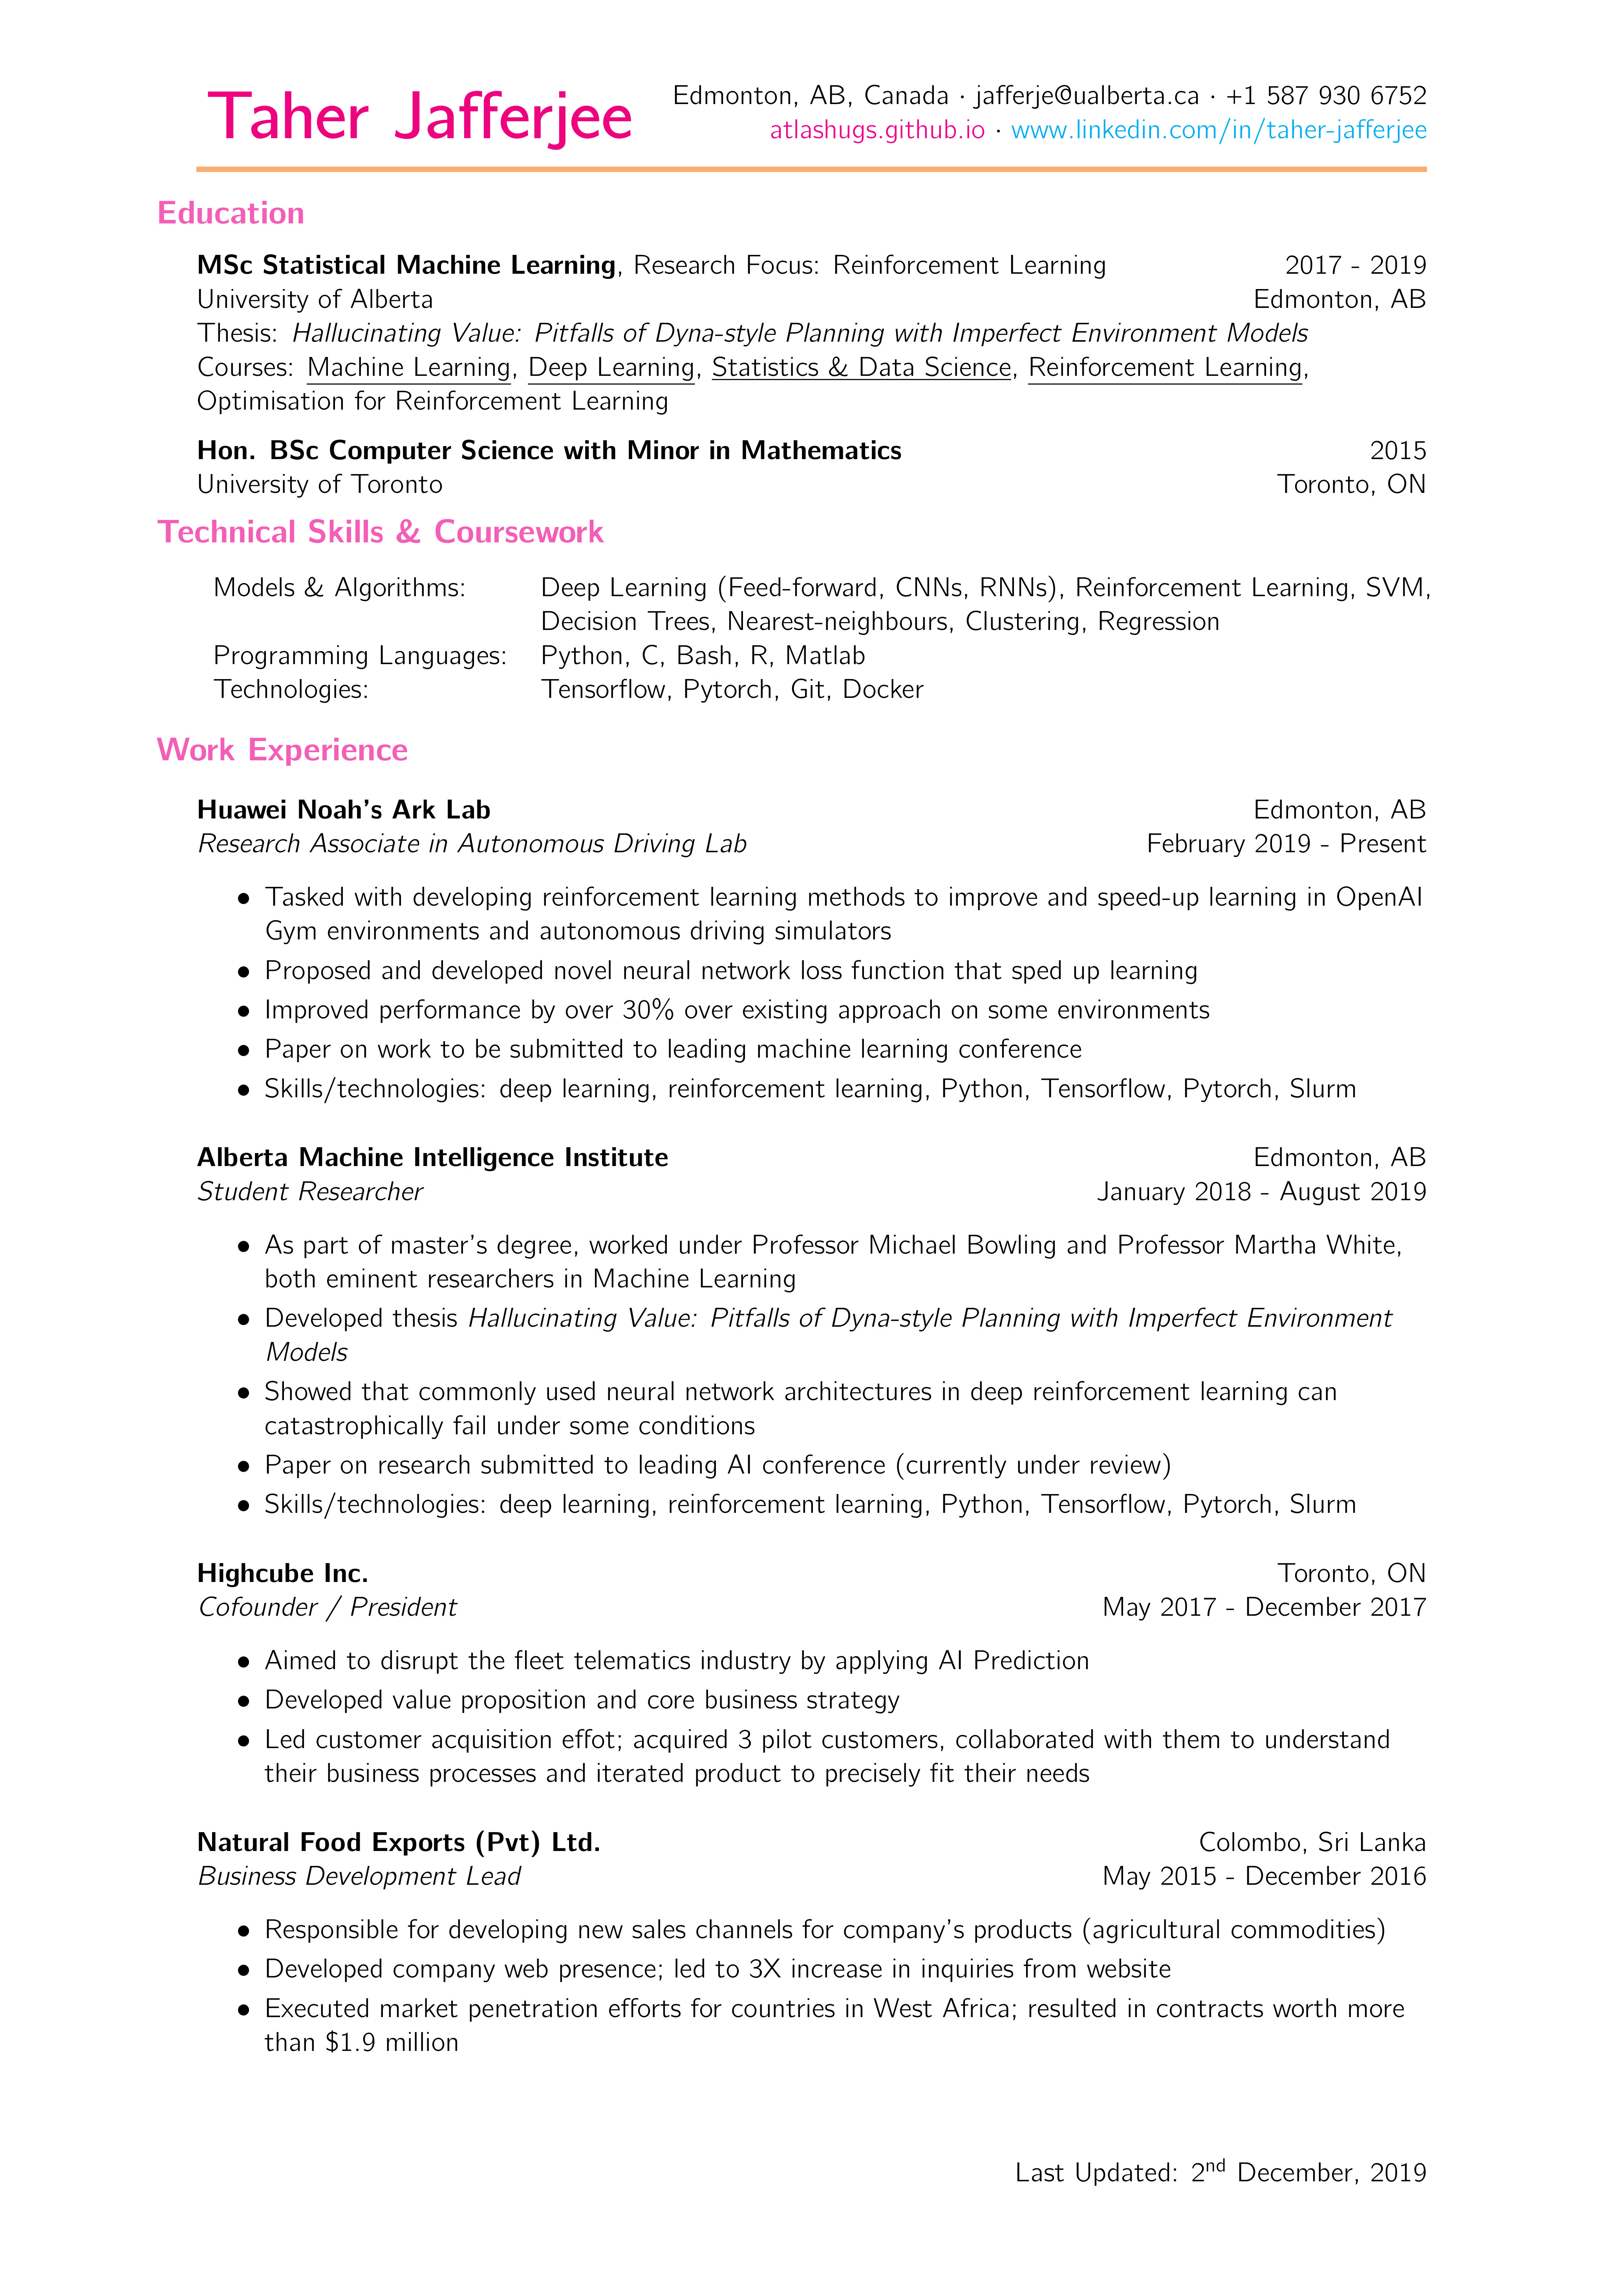 Taher Jafferjee
Edmonton, AB, Canada · jafferje@ualberta.ca · +1 587 930 6752
atlashugs.github.io · www.linkedin.com/in/taher-jafferjee
Education
MSc Statistical Machine Learning, Research Focus: Reinforcement Learning 2017 - 2019
University of Alberta Edmonton, AB
Thesis: Hallucinating Value: Pitfalls of Dyna-style Planning with Imperfect Environment Models
Courses: Machine Learning, Deep Learning, Statistics & Data Science, Reinforcement Learning,
Optimisation for Reinforcement Learning
Hon. BSc Computer Science with Minor in Mathematics 2015
University of Toronto Toronto, ON
Technical Skills & Coursework
Models & Algorithms: Deep Learning (Feed-forward, CNNs, RNNs), Reinforcement Learning, SVM,
Decision Trees, Nearest-neighbours, Clustering, Regression
Programming Languages: Python, C, Bash, R, Matlab
Technologies: Tensorflow, Pytorch, Git, Docker
Work Experience
Huawei Noah's Ark Lab Edmonton, AB
Research Associate in Autonomous Driving Lab February 2019 - Present
• Tasked with developing reinforcement learning methods to improve and speed-up learning in OpenAI
Gym environments and autonomous driving simulators
• Proposed and developed novel neural network loss function that sped up learning
• Improved performance by over 30% over existing approach on some environments
• Paper on work to be submitted to leading machine learning conference
• Skills/technologies: deep learning, reinforcement learning, Python, Tensorflow, Pytorch, Slurm
Alberta Machine Intelligence Institute Edmonton, AB
Student Researcher January 2018 - August 2019
• As part of master's degree, worked under Professor Michael Bowling and Professor Martha White,
both eminent researchers in Machine Learning
• Developed thesis Hallucinating Value: Pitfalls of Dyna-style Planning with Imperfect Environment
Models
• Showed that commonly used neural network architectures in deep reinforcement learning can
catastrophically fail under some conditions
• Paper on research submitted to leading AI conference (currently under review)
• Skills/technologies: deep learning, reinforcement learning, Python, Tensorflow, Pytorch, Slurm
Highcube Inc. Toronto, ON
Cofounder / President May 2017 - December 2017
• Aimed to disrupt the fleet telematics industry by applying AI Prediction
• Developed value proposition and core business strategy
• Led customer acquisition effot; acquired 3 pilot customers, collaborated with them to understand
their business processes and iterated product to precisely fit their needs
Natural Food Exports (Pvt) Ltd. Colombo, Sri Lanka
Business Development Lead May 2015 - December 2016
• Responsible for developing new sales channels for company's products (agricultural commodities)
• Developed company web presence; led to 3X increase in inquiries from website
• Executed market penetration efforts for countries in West Africa; resulted in contracts worth more
than $1.9 million
Last Updated: 2nd December, 2019